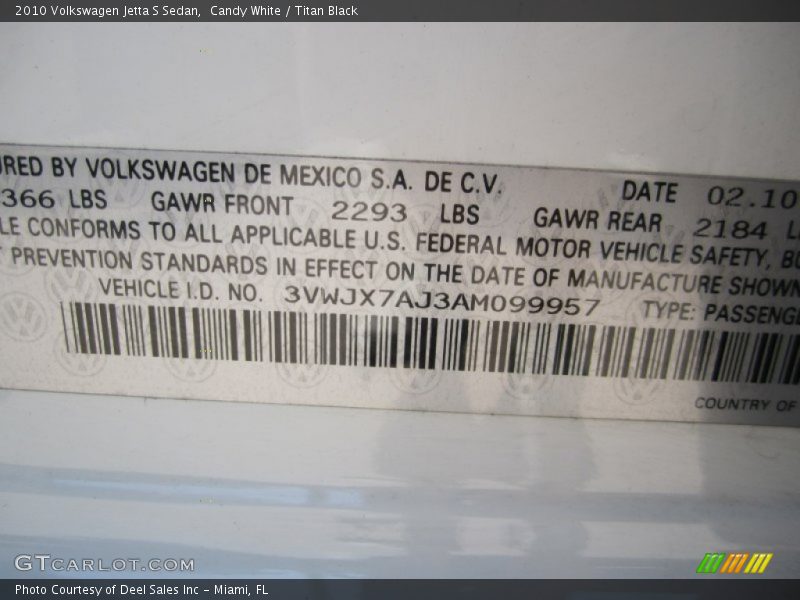 2010 Volkswagen Jetta S Sedan,  Candy White / Titan Black
URED BY VOLKSWAGEN DE MEXICO S.A. DE C.V. DATE 02.10
366 LBS GAWR FRONT 2293 LBS GAWR REAR 2184 L
LE CONFORMS TO ALL APPLICABLE U.S. FEDERAL MOTOR VEHICLE SAFETY, BU
T PREVENTION STANDARDS IN EFFECT ON THE DATE OF MANUFACTURE SHOWN
VEHICLE I.D. NO. 3VWJX7AJ3AM099957 TYPE: PASSENGE
COUNTRY OF
GTCARLOT.COM
Photo Courtesy of Deel Sales Inc - Miami, FL